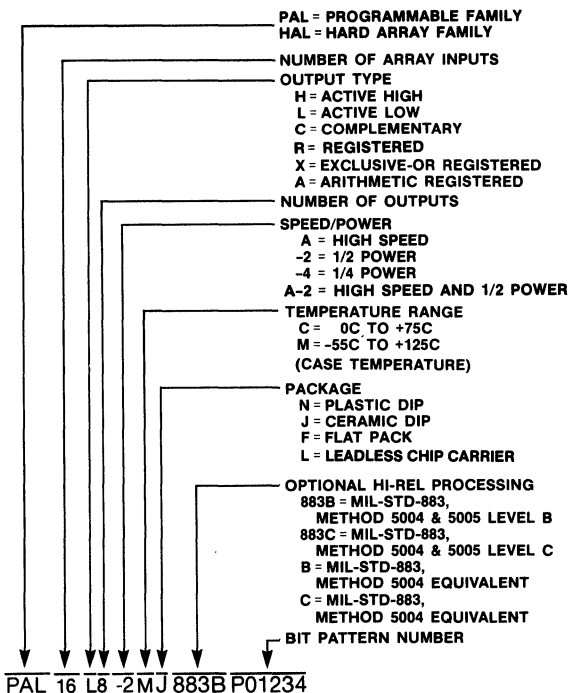 PAL = PROGRAMMABLE FAMILY
HAL = HARD ARRAY FAMILY
NUMBER OF ARRAY INPUTS
OUTPUT TYPE
H = ACTIVE HIGH
L = ACTIVE LOW
C = COMPLEMENTARY
R = REGISTERED
X = EXCLUSIVE-OR REGISTERED
A = ARITHMETIC REGISTERED
NUMBER OF OUTPUTS
SPEED/POWER
A = HIGH SPEED
-2 = 1/2 POWER
-4 = 1/4 POWER
A-2 = HIGH SPEED AND 1/2 POWER
TEMPERATURE RANGE
C = 0C TO +75C
M = -55C TO +125C
(CASE TEMPERATURE)
PACKAGE
N = PLASTIC DIP
J = CERAMIC DIP
F = FLAT PACK
L = LEADLESS CHIP CARRIER
OPTIONAL HI-REL PROCESSING
883B = MIL-STD-883,
METHOD 5004 & 5005 LEVEL B
883C = MIL-STD-883,
METHOD 5004 & 5005 LEVEL C
B = MIL-STD-883,
METHOD 5004 EQUIVALENT
C = MIL-STD-883,
METHOD 5004 EQUIVALENT
BIT PATTERN NUMBER
PAL 16 L8 -2 M J 883B P01234